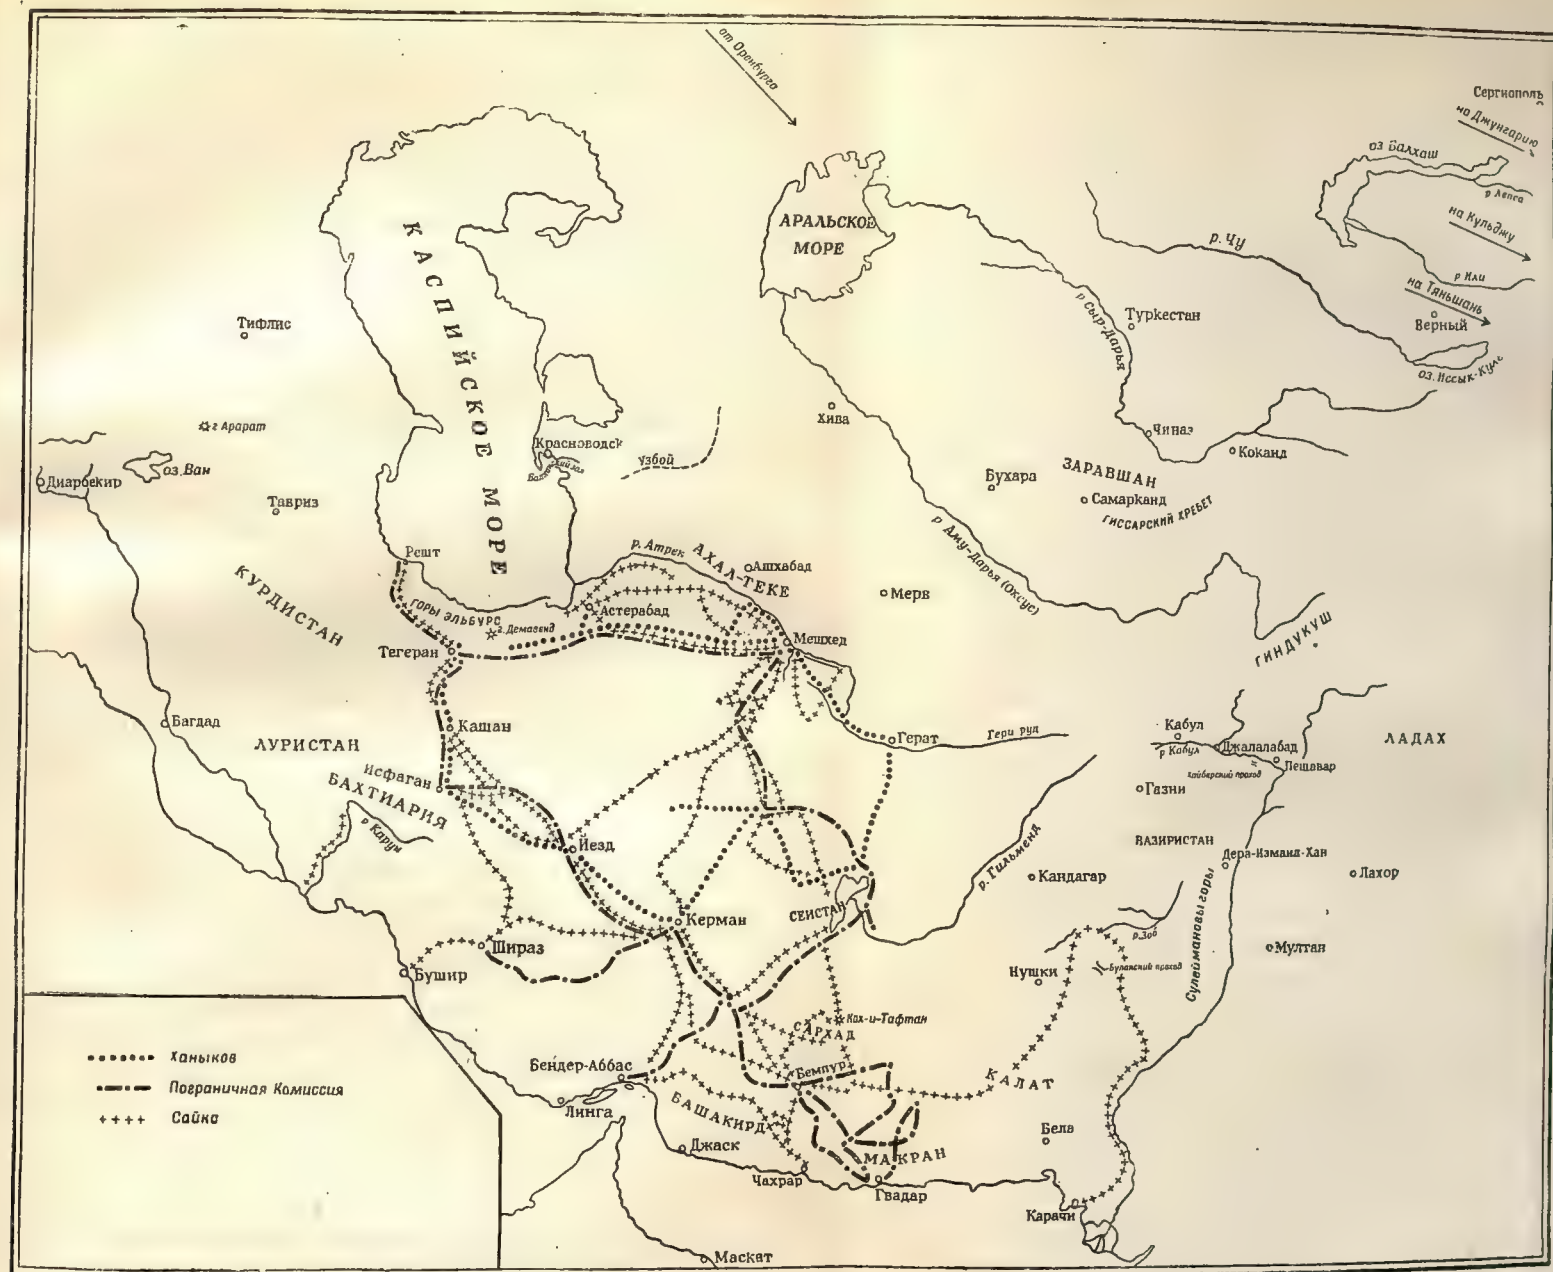 от Оренбурга
Сергиополь
на Джунгарию
оз Балхаш
р Лепса
на Кульджу
р Или
на Тяньшань
Верный
оз. Иссык-Куль
р. Чу
АРАЛЬСКОЕ
МОРЕ
р Сыр-Дарья
Туркестан
КАСПИЙСКОЕ МОРЕ
Тифлис
г Арарат
оз. Ван
Диарбекир
Тавриз
Красноводск
Узбой
Хива
Чиназ
Коканд
ЗАРАВШАН
Бухара
Самарканд
ГИССАРСКИЙ ХРЕБЕТ
р Аму-Дарья (Оксус)
Решт
р. Атрек
АХАЛ-ТЕКЕ
Ашхабад
Мерв
КУРДИСТАН
ГОРЫ ЭЛЬБУРС
г. Демавенд
Астерабад
Тегеран
Мешхед
ГИНДУКУШ
Багдад
Кашан
Герат
Гери руд
Кабул
р Кабул
Джалалабад
Хайберский проход
Пешавар
ЛАДАХ
ЛУРИСТАН
Исфаган
БАХТИАРИЯ
р. Карун
Газни
Йезд
ВАЗИРИСТАН
Дера-Измаил-Хан
Лахор
р. Гильменд
Кандагар
СЕИСТАН
Керман
Шираз
Бушир
р. Зоб
Сулеймановы горы
Мултан
Нушки
Буланский проход
Кох-и-Тафтан
САРХАД
Бендер-Аббас
Бемпур
КАЛАТ
Линга
БАШАКИРД
Джаск
Бела
МАКРАН
Чахрар
Гвадар
Карачи
Маскат
Ханыков
Пограничная Комиссия
Сайкс